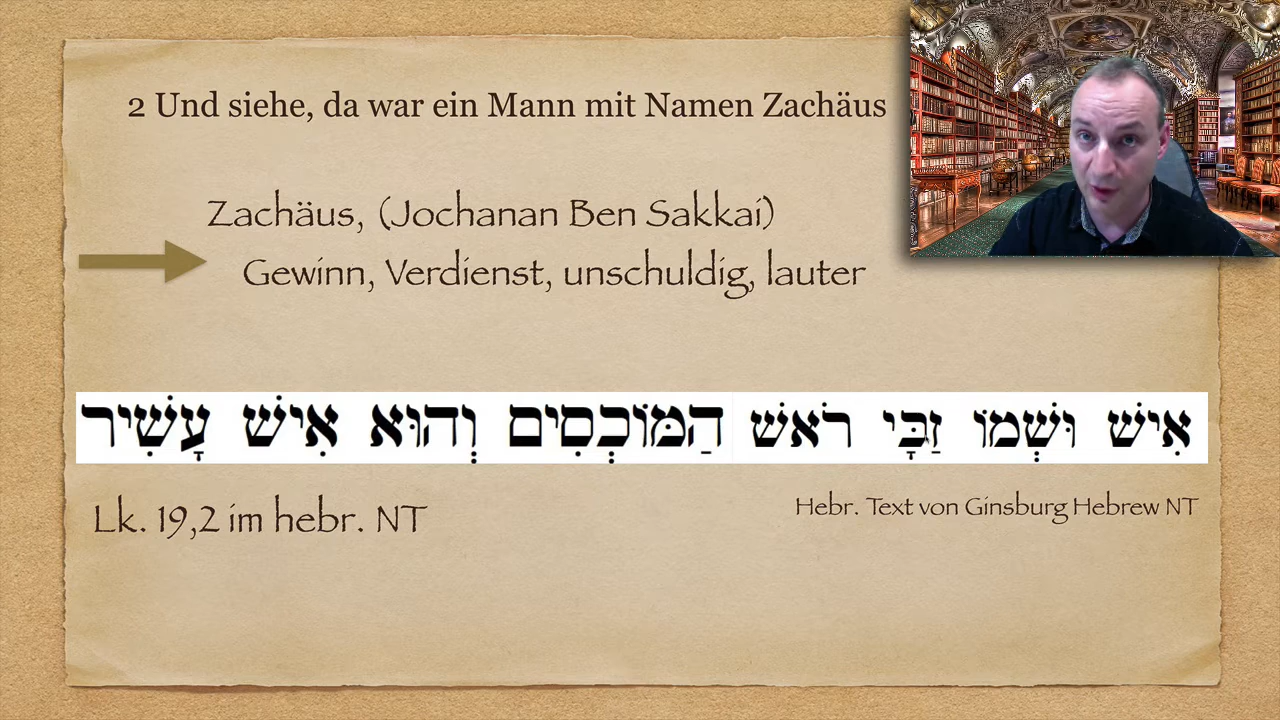 2 Und siehe, da war ein Mann mit Namen Zachäus
Zachäus, (Jochanan Ben Sakkai)
Gewinn, Verdienst, unschuldig, lauter
אִישׁ וּשְׁמוֹ זַכָּי רֹאשׁ הַמּוֹכְסִים וְהוּא אִישׁ עָשִׁיר
Lk. 19,2 im hebr. NT
Hebr. Text von Ginsburg Hebrew NT